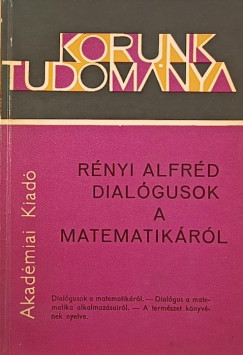 KORUNK
TUDOMÁNYA
Akadémiai Kiadó
RÉNYI ALFRÉD
DIALÓGUSOK
A
MATEMATIKÁRÓL
Dialógusok a matematikáról. — Dialógus a mate-
matika alkalmazásairól. — A természet könyvé-
nek nyelve.